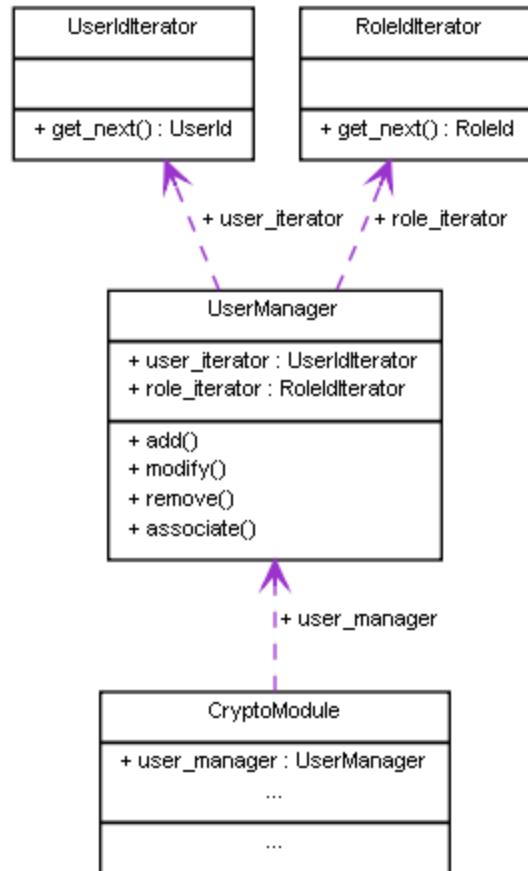 UserIdIterator
+ get_next() : UserId
RoleIdIterator
+ get_next() : RoleId
+ user_iterator
+ role_iterator
UserManager
+ user_iterator : UserIdIterator
+ role_iterator : RoleIdIterator
+ add()
+ modify()
+ remove()
+ associate()
+ user_manager
CryptoModule
+ user_manager : UserManager
...
...